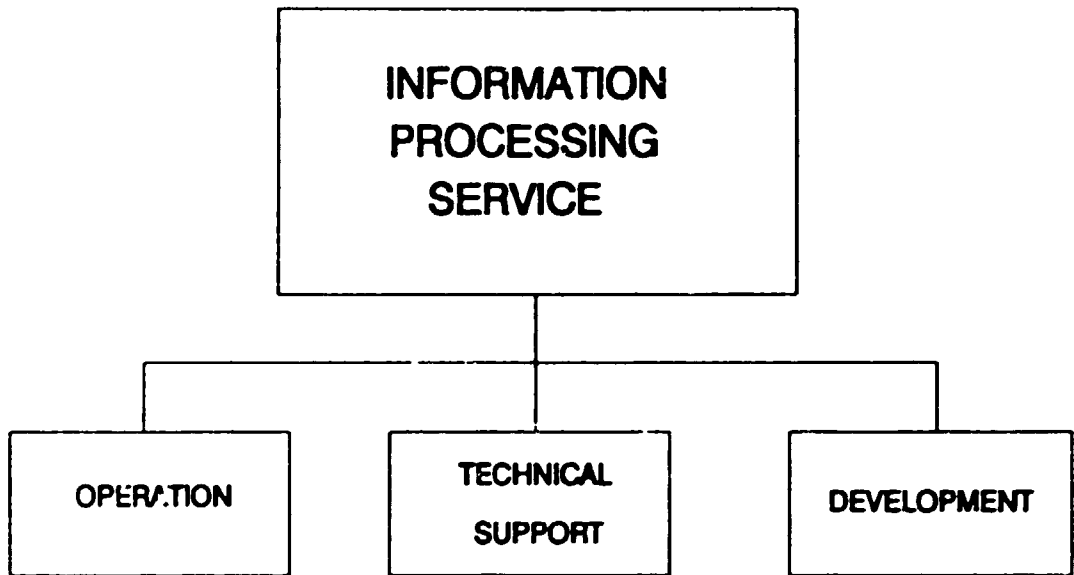 INFORMATION
PROCESSING
SERVICE
OPERATION
TECHNICAL
SUPPORT
DEVELOPMENT